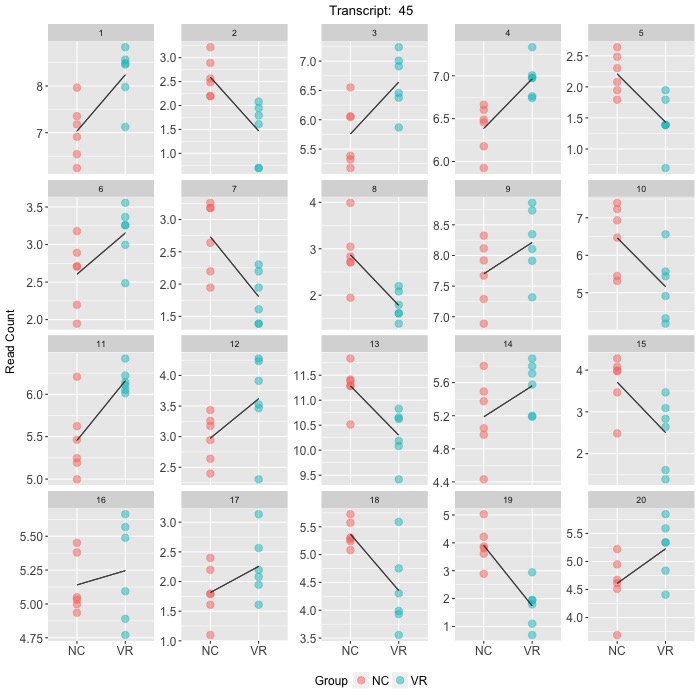 Transcript: 45
1 2 3 4 5
8 7
3.0 2.5 2.0 1.5 1.0
7.0 6.5 6.0 5.5
7.0 6.5 6.0
2.5 2.0 1.5 1.0
6 7 8 9 10
3.5 3.0 2.5 2.0
3.0 2.5 2.0 1.5
4 3 2
8.5 8.0 7.5 7.0
7 6 5
Read Count
11 12 13 14 15
6.0 5.5 5.0
4.0 3.5 3.0 2.5
11.5 11.0 10.5 10.0 9.5
5.6 5.2 4.8 4.4
4 3 2
16 17 18 19 20
5.50 5.25 5.00 4.75
3.0 2.5 2.0 1.5 1.0
5.5 5.0 4.5 4.0 3.5
5 4 3 2 1
5.5 5.0 4.5 4.0
NC VR NC VR NC VR NC VR NC VR
Group NC VR